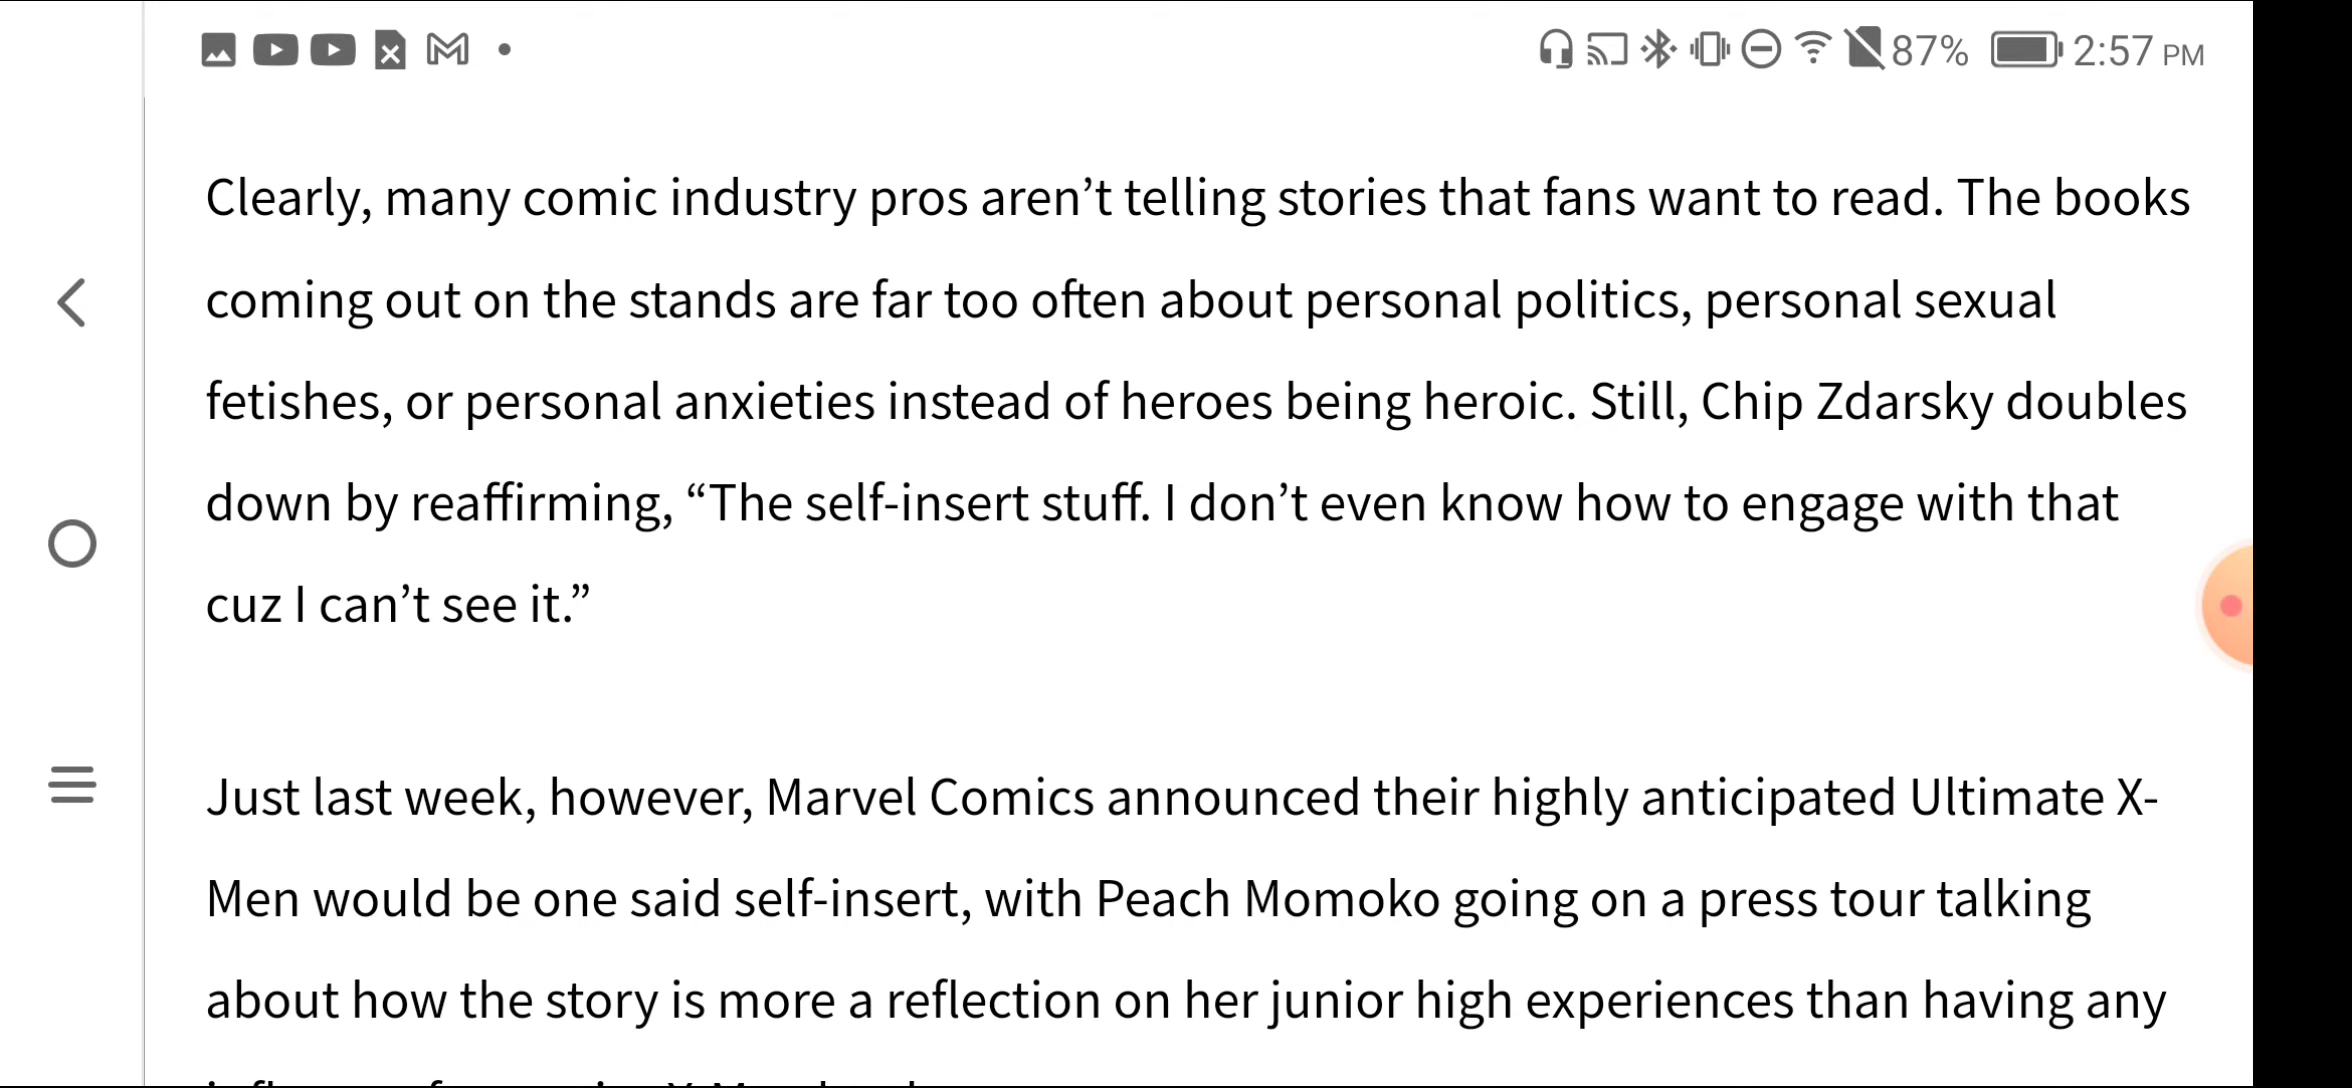 87% 2:57 PM
Clearly, many comic industry pros aren’t telling stories that fans want to read. The books
coming out on the stands are far too often about personal politics, personal sexual
fetishes, or personal anxieties instead of heroes being heroic. Still, Chip Zdarsky doubles
down by reaffirming, “The self-insert stuff. I don’t even know how to engage with that
cuz I can’t see it.”
Just last week, however, Marvel Comics announced their highly anticipated Ultimate X-
Men would be one said self-insert, with Peach Momoko going on a press tour talking
about how the story is more a reflection on her junior high experiences than having any